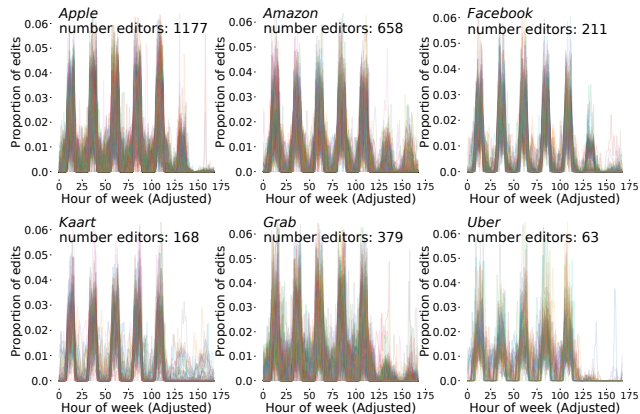 Apple
number editors: 1177
Proportion of edits
0.06
0.05
0.04
0.03
0.02
0.01
0.0
0 25 50 75 100 125 150 175
Hour of week (Adjusted)
Amazon
number editors: 658
Proportion of edits
0.06
0.05
0.04
0.03
0.02
0.01
0.0
0 25 50 75 100 125 150 175
Hour of week (Adjusted)
Facebook
number editors: 211
Proportion of edits
0.06
0.05
0.04
0.03
0.02
0.01
0.0
0 25 50 75 100 125 150 175
Hour of week (Adjusted)
Kaart
number editors: 168
Proportion of edits
0.06
0.05
0.04
0.03
0.02
0.01
0.0
0 25 50 75 100 125 150 175
Hour of week (Adjusted)
Grab
number editors: 379
Proportion of edits
0.06
0.05
0.04
0.03
0.02
0.01
0.0
0 25 50 75 100 125 150 175
Hour of week (Adjusted)
Uber
number editors: 63
Proportion of edits
0.06
0.05
0.04
0.03
0.02
0.01
0.0
0 25 50 75 100 125 150 175
Hour of week (Adjusted)